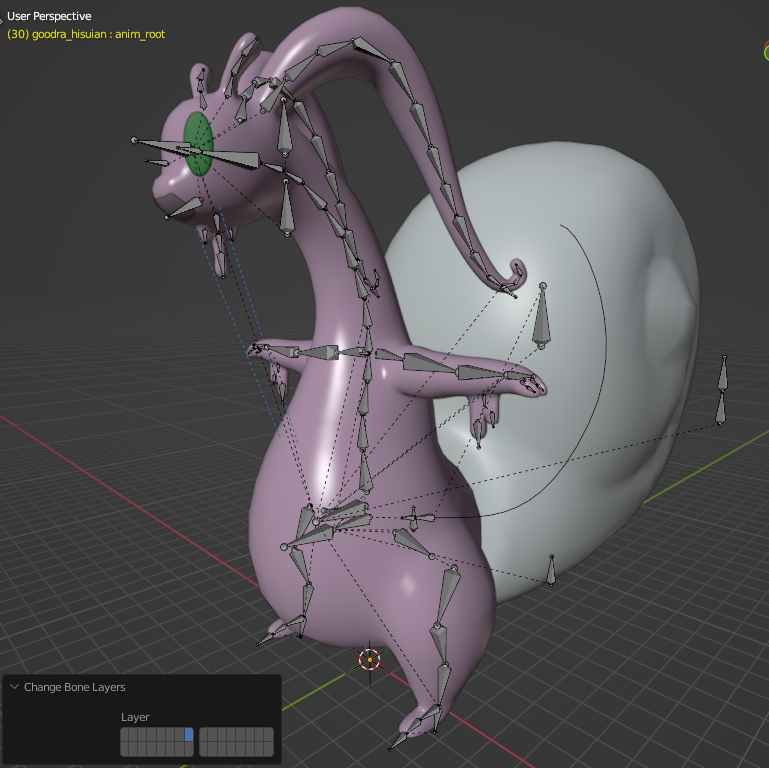 User Perspective
(30) goodra_hisuian : anim_root
Change Bone Layers
Layer